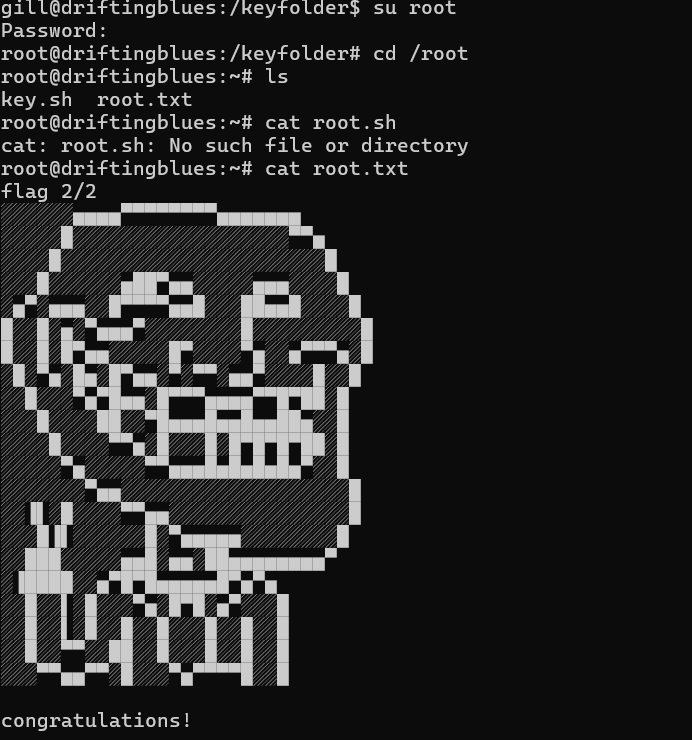 gill@driftingblues:/keyfolder$ su root
Password:
root@driftingblues:/keyfolder# cd /root
root@driftingblues:~# ls
key.sh  root.txt
root@driftingblues:~# cat root.sh
cat: root.sh: No such file or directory
root@driftingblues:~# cat root.txt
flag 2/2
congratulations!